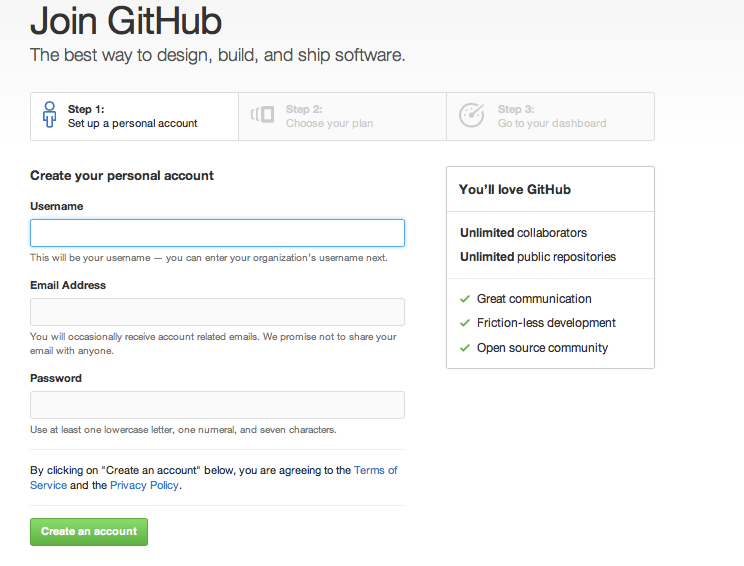 Join GitHub
The best way to design, build, and ship software.
Step 1:
Set up a personal account
Step 2:
Choose your plan
Step 3:
Go to your dashboard
Create your personal account
Username
This will be your username — you can enter your organization's username next.
Email Address
You will occasionally receive account related emails. We promise not to share your
email with anyone.
Password
Use at least one lowercase letter, one numeral, and seven characters.
By clicking on "Create an account" below, you are agreeing to the Terms of
Service and the Privacy Policy.
Create an account
You'll love GitHub
Unlimited collaborators
Unlimited public repositories
Great communication
Friction-less development
Open source community